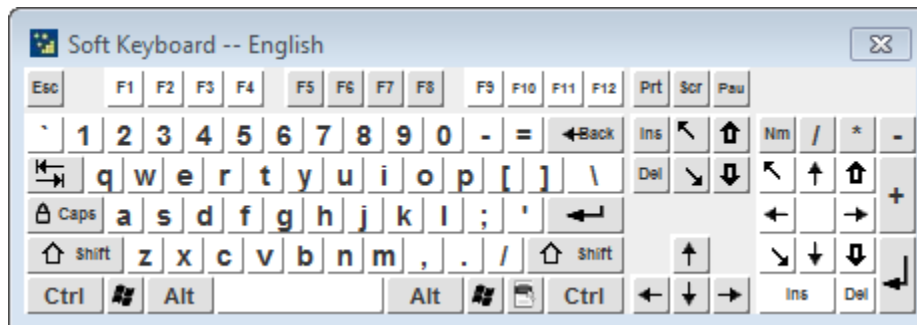 Soft Keyboard -- English
Esc F1 F2 F3 F4 F5 F6 F7 F8 F9 F10 F11 F12 Prt Scr Pau
` 1 2 3 4 5 6 7 8 9 0 - = Back Ins Nm / * -
q w e r t y u i o p [ ] \ Del +
Caps a s d f g h j k l ; '
Shift z x c v b n m , . / Shift
Ctrl Alt Alt Ctrl Ins Del